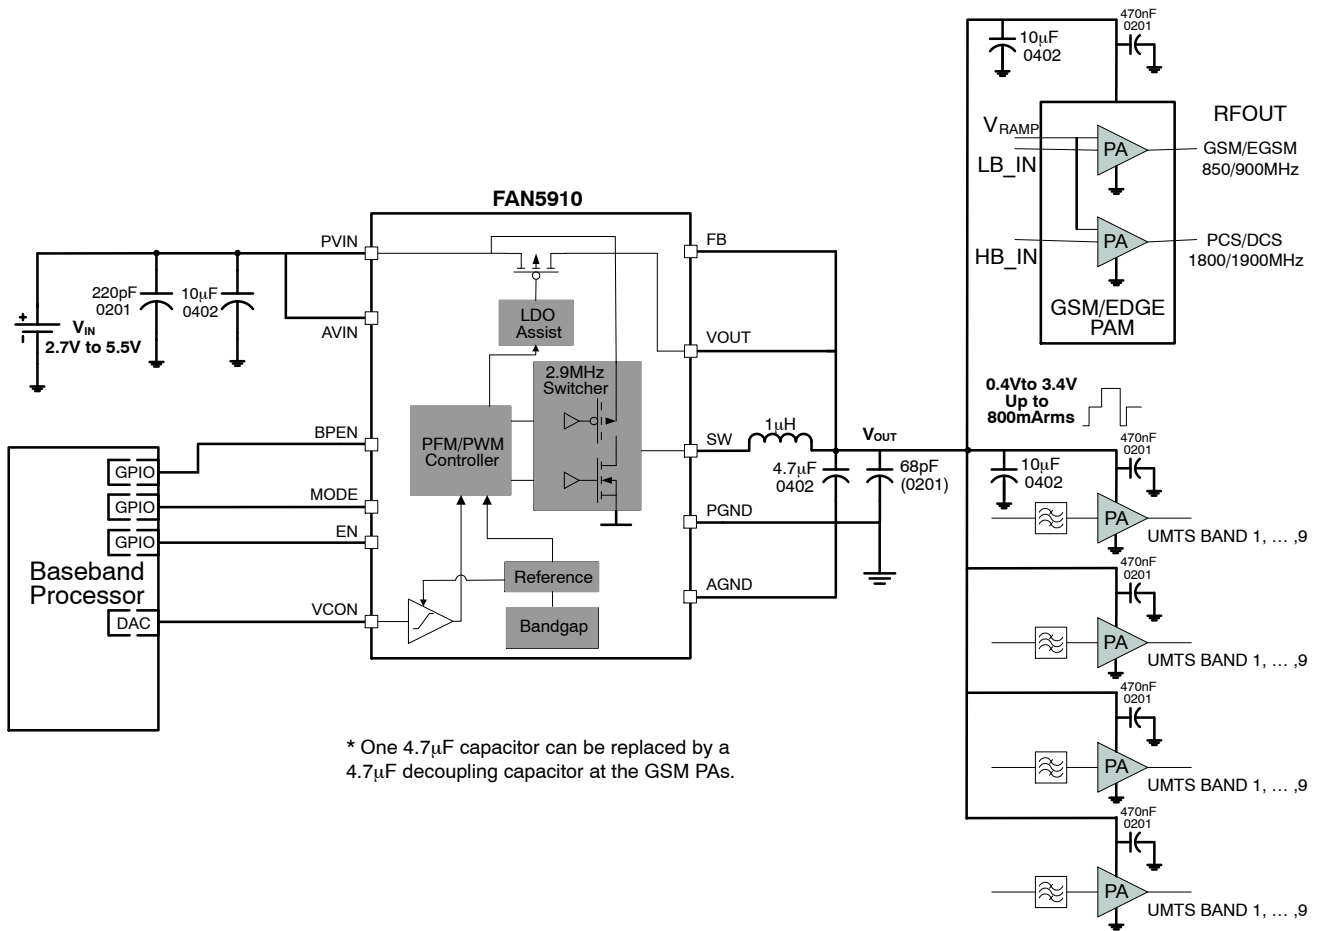 470nF
0201
10µF
0402
RFOUT
VRAMP
PA
GSM/EGSM
850/900MHz
LB_IN
PA
PCS/DCS
1800/1900MHz
HB_IN
GSM/EDGE
PAM
FAN5910
PVIN
FB
220pF
0201
10µF
0402
LDO
Assist
+
-
VIN
2.7V to 5.5V
AVIN
VOUT
2.9MHz
Switcher
0.4Vto 3.4V
Up to
800mArms
BPEN
PFM/PWM
Controller
SW
1µH
VOUT
470nF
0201
GPIO
4.7µF
0402
68pF
(0201)
10µF
0402
MODE
GPIO
PGND
PA
UMTS BAND 1, ... ,9
EN
GPIO
Baseband
Processor
Reference
AGND
470nF
0201
VCON
DAC
Bandgap
PA
UMTS BAND 1, ... ,9
470nF
0201
* One 4.7µF capacitor can be replaced by a
4.7µF decoupling capacitor at the GSM PAs.
PA
UMTS BAND 1, ... ,9
470nF
0201
PA
UMTS BAND 1, ... ,9